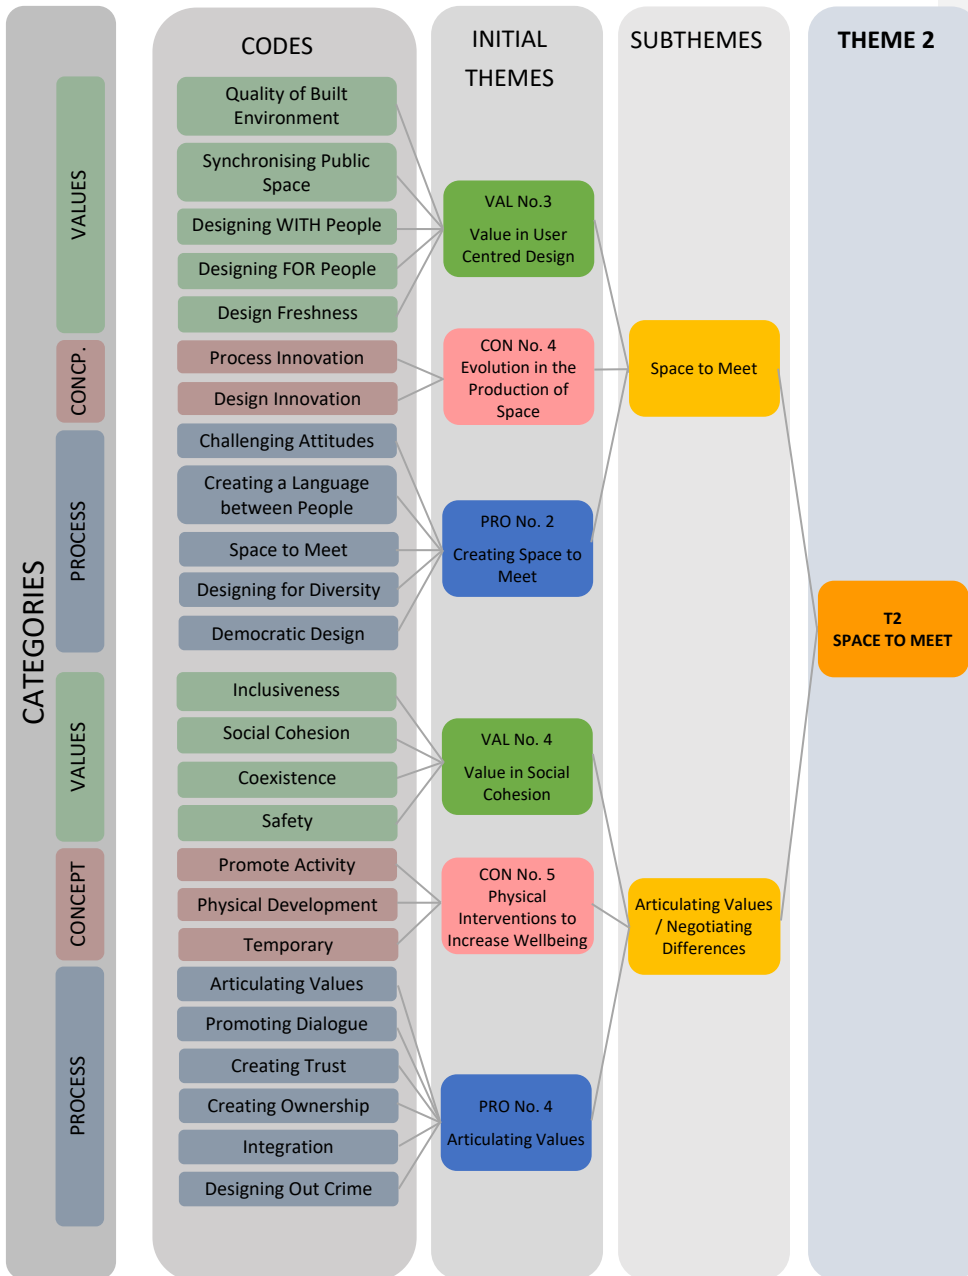 CATEGORIES
VALUES
CONCP.
PROCESS
VALUES
CONCEPT
PROCESS
CODES
Quality of Built
Environment
Synchronising Public
Space
Designing WITH People
Designing FOR People
Design Freshness
Process Innovation
Design Innovation
Challenging Attitudes
Creating a Language
between People
Space to Meet
Designing for Diversity
Democratic Design
Inclusiveness
Social Cohesion
Coexistence
Safety
Promote Activity
Physical Development
Temporary
Articulating Values
Promoting Dialogue
Creating Trust
Creating Ownership
Integration
Designing Out Crime
INITIAL
THEMES
VAL No.3
Value in User
Centred Design
CON No. 4
Evolution in the
Production of
Space
PRO No. 2
Creating Space to
Meet
VAL No. 4
Value in Social
Cohesion
CON No. 5
Physical
Interventions to
Increase Wellbeing
PRO No. 4
Articulating Values
SUBTHEMES
Space to Meet
Articulating Values
/ Negotiating
Differences
THEME 2
T2
SPACE TO MEET